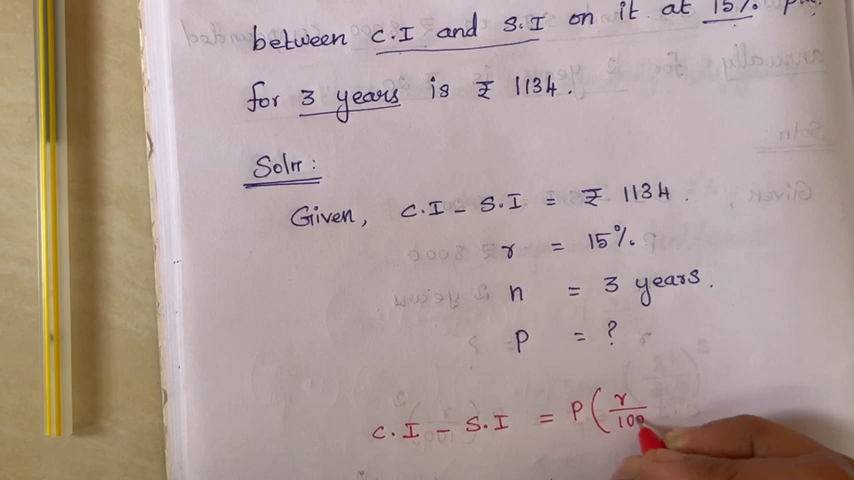 between C.I and S.I on it at 15%
for 3 years is ₹ 1134.
Soln:
Given, C.I - S.I = ₹ 1134.
r = 15%.
n = 3 years.
P = ?
C.I - S.I = P ( r/100